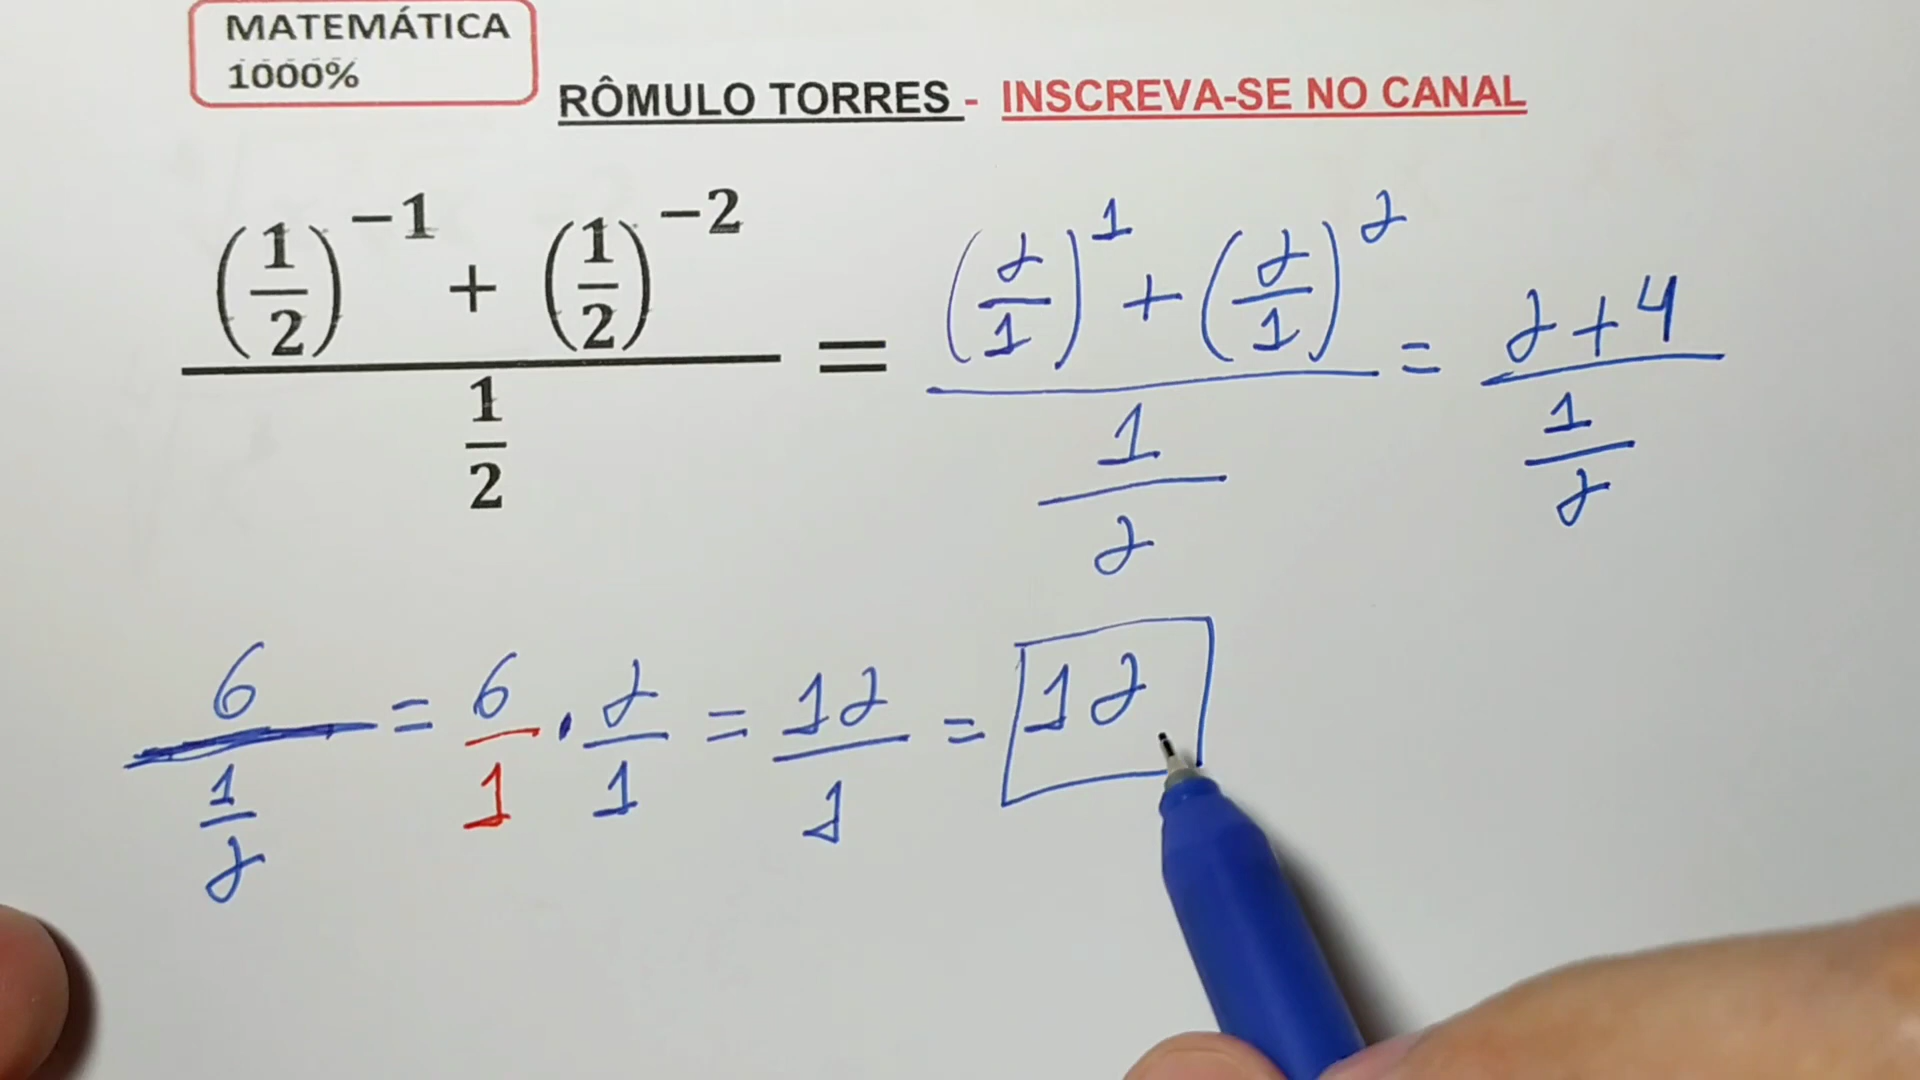 MATEMÁTICA
1000%
RÔMULO TORRES - INSCREVA-SE NO CANAL
((1/2)^−1 + (1/2)^−2)/(1/2) = ((2/1)^1 + (2/1)^2)/(1/2) = (2+4)/(1/2)
6/(1/2) = 6/1 · 2/1 = 12/1 = 12